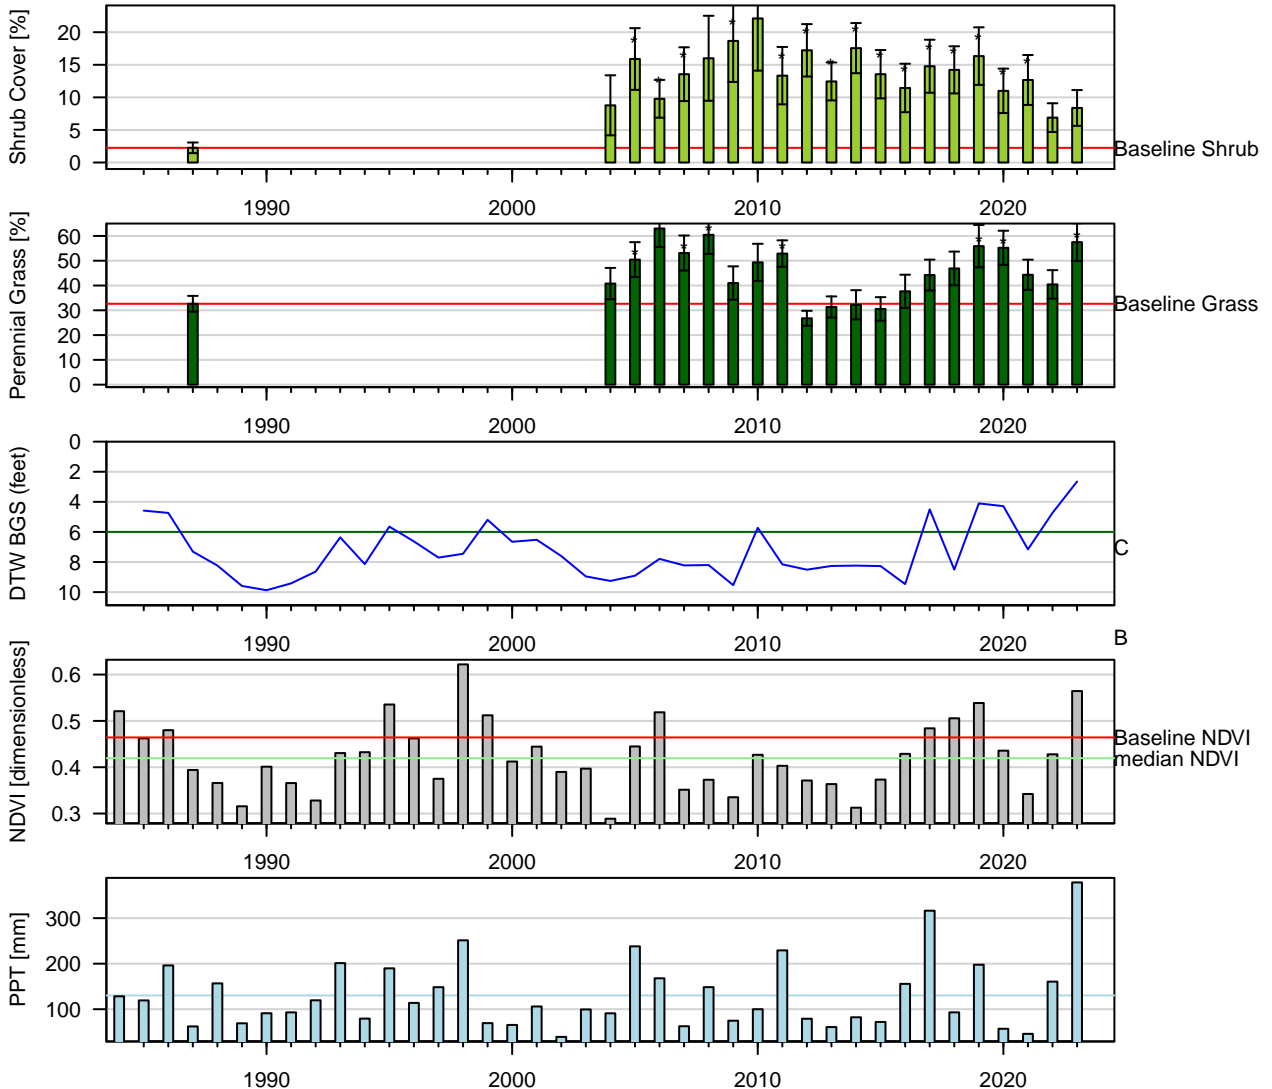 Shrub Cover [%]
20
15
10
5
0
Baseline Shrub
1990 2000 2010 2020
Perennial Grass [%]
60
50
40
30
20
10
0
Baseline Grass
1990 2000 2010 2020
DTW BGS (feet)
0
2
4
6
8
10
C
1990 2000 2010 2020
B
NDVI [dimensionless]
0.6
0.5
0.4
0.3
Baseline NDVI
median NDVI
1990 2000 2010 2020
PPT [mm]
300
200
100
1990 2000 2010 2020